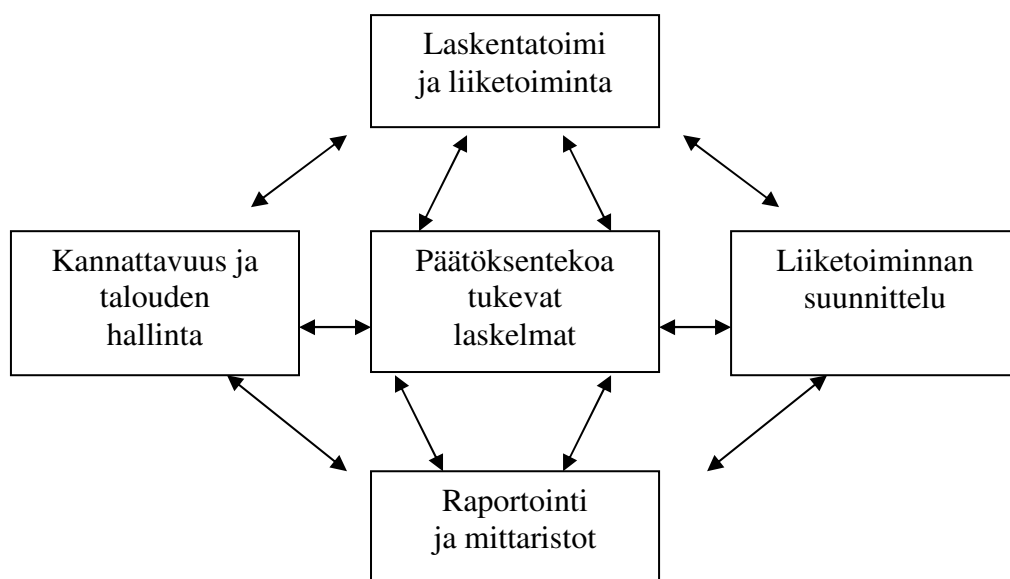 Laskentatoimi
ja liiketoiminta
Kannattavuus ja
talouden
hallinta
Päätöksentekoa
tukevat
laskelmat
Liiketoiminnan
suunnittelu
Raportointi
ja mittaristot